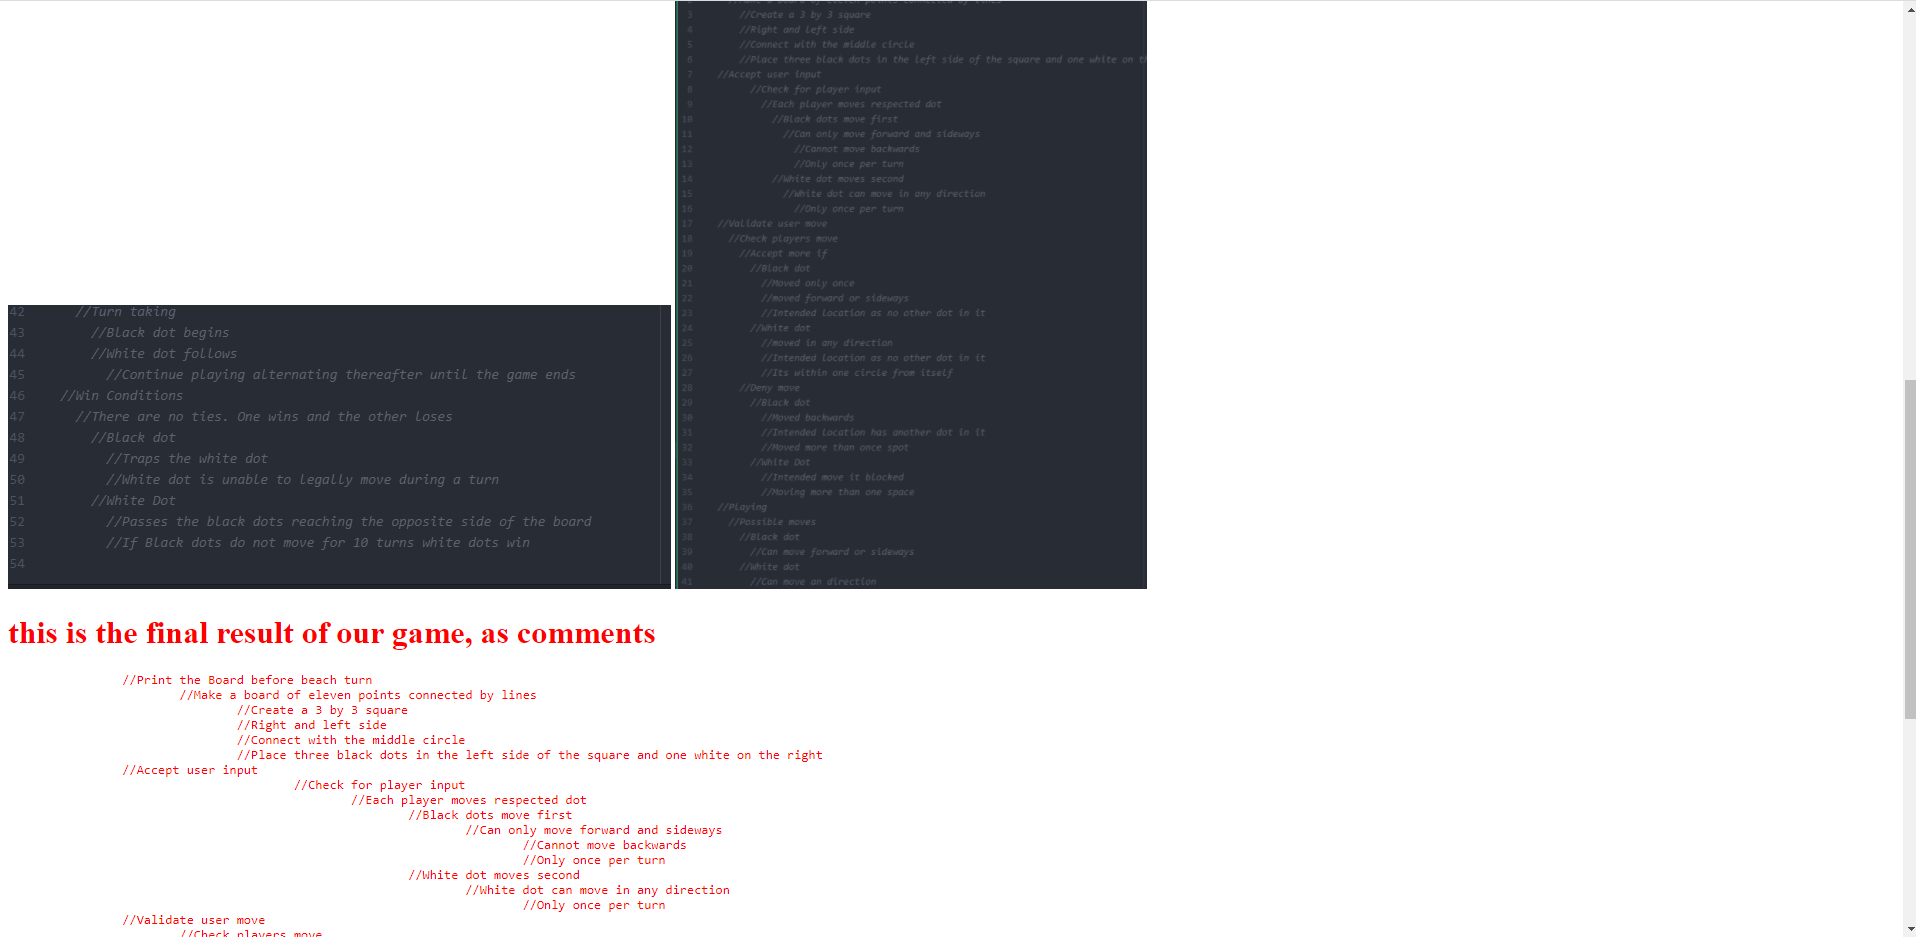 42 //Turn taking
43 //Black dot begins
44 //White dot follows
45 //Continue playing alternating thereafter until the game ends
46 //Win Conditions
47 //There are no ties. One wins and the other loses
48 //Black dot
49 //Traps the white dot
50 //White dot is unable to legally move during a turn
51 //White Dot
52 //Passes the black dots reaching the opposite side of the board
53 //If Black dots do not move for 10 turns white dots win
54
3 //Create a 3 by 3 square
4 //Right and left side
5 //Connect with the middle circle
6 //Place three black dots in the left side of the square and one white on th
7 //Accept user input
8 //Check for player input
9 //Each player moves respected dot
10 //Black dots move first
11 //Can only move forward and sideways
12 //Cannot move backwards
13 //Only once per turn
14 //White dot moves second
15 //White dot can move in any direction
16 //Only once per turn
17 //Validate user move
18 //Check players move
19 //Accept more if
20 //Black dot
21 //Moved only once
22 //moved forward or sideways
23 //Intended location as no other dot in it
24 //White dot
25 //moved in any direction
26 //Intended location as no other dot in it
27 //Its within one circle from itself
28 //Deny move
29 //Black dot
30 //Moved backwards
31 //Intended location has another dot in it
32 //Moved more than once spot
33 //White Dot
34 //Intended move it blocked
35 //Moving more than one space
36 //Playing
37 //Possible moves
38 //Black dot
39 //Can move forward or sideways
40 //White dot
41 //Can move an direction
this is the final result of our game, as comments
//Print the Board before beach turn
//Make a board of eleven points connected by lines
//Create a 3 by 3 square
//Right and left side
//Connect with the middle circle
//Place three black dots in the left side of the square and one white on the right
//Accept user input
//Check for player input
//Each player moves respected dot
//Black dots move first
//Can only move forward and sideways
//Cannot move backwards
//Only once per turn
//White dot moves second
//White dot can move in any direction
//Only once per turn
//Validate user move
//Check players move